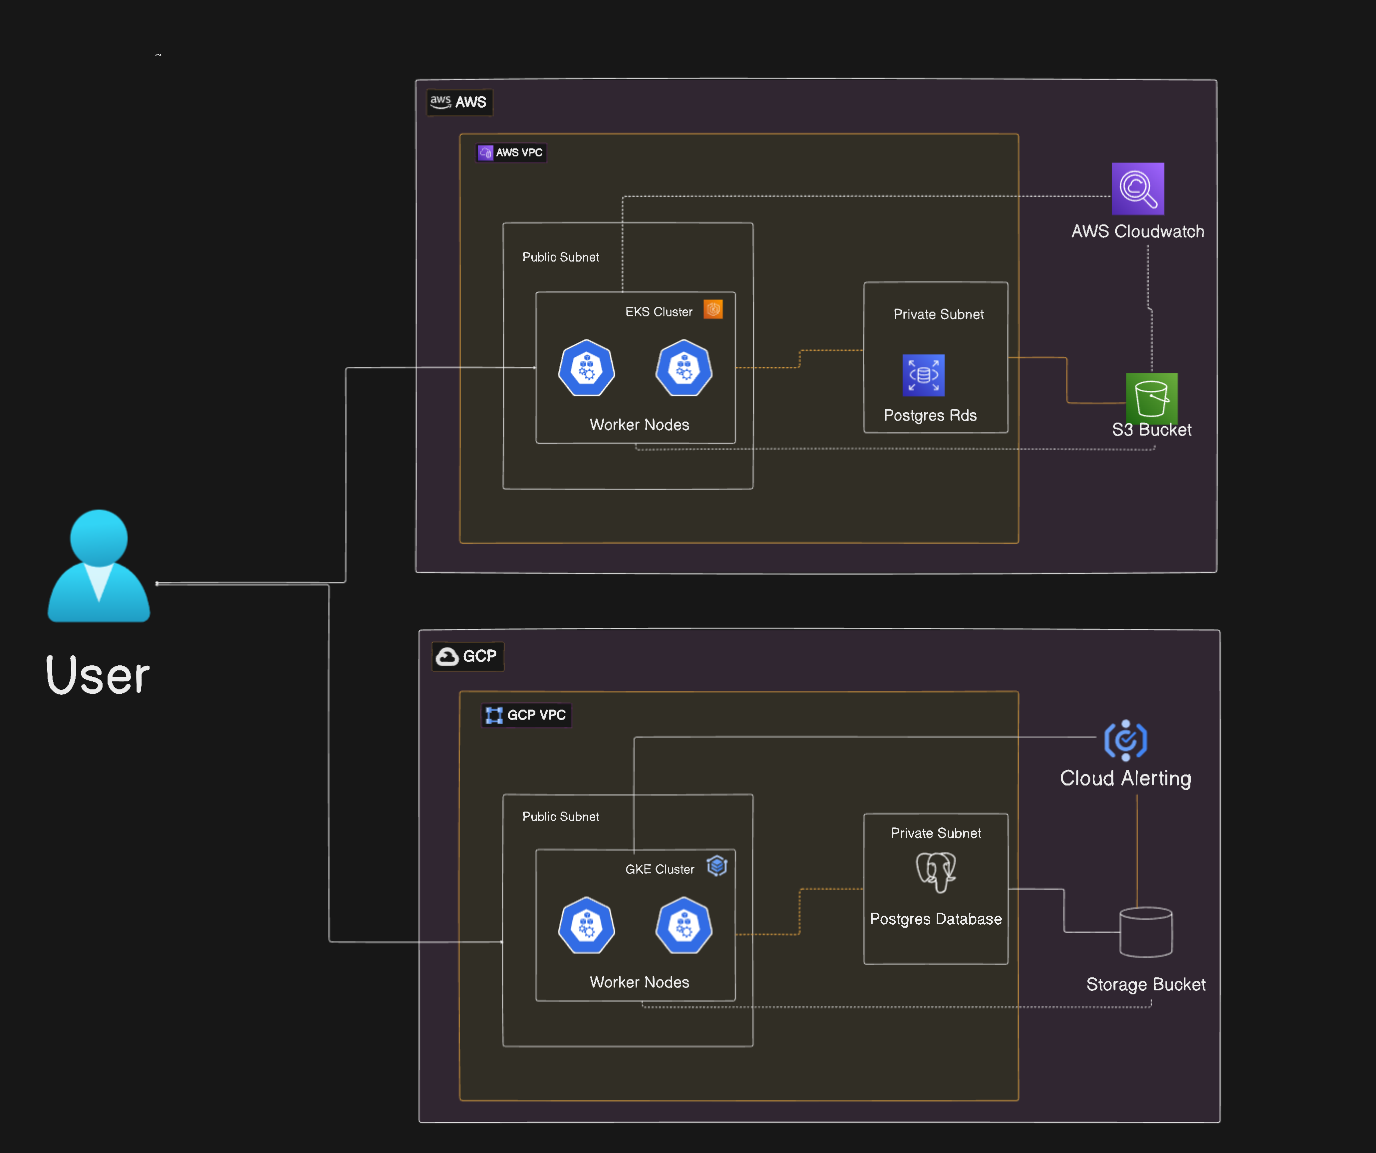 ~
aws AWS
AWS VPC
AWS Cloudwatch
Public Subnet
EKS Cluster
Private Subnet
Worker Nodes
Postgres Rds
S3 Bucket
User
GCP
GCP VPC
Cloud Alerting
Public Subnet
Private Subnet
GKE Cluster
Postgres Database
Worker Nodes
Storage Bucket